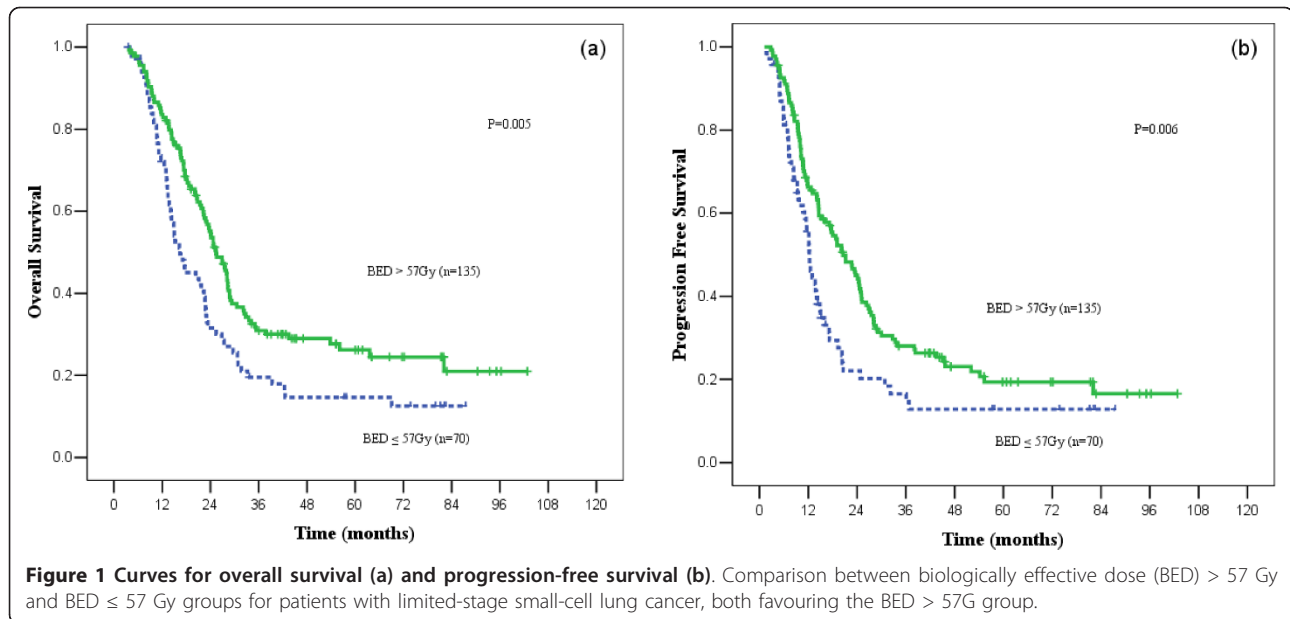 (a)
1.0
0.8
0.6
0.4
0.2
0.0
Overall Survival
P=0.005
BED > 57Gy (n=135)
BED ≤ 57Gy (n=70)
0 12 24 36 48 60 72 84 96 108 120
Time (months)
(b)
1.0
0.8
0.6
0.4
0.2
0.0
Progression Free Survival
P=0.006
BED > 57Gy (n=135)
BED ≤ 57Gy (n=70)
0 12 24 36 48 60 72 84 96 108 120
Time (months)
Figure 1 Curves for overall survival (a) and progression-free survival (b). Comparison between biologically effective dose (BED) > 57 Gy
and BED ≤ 57 Gy groups for patients with limited-stage small-cell lung cancer, both favouring the BED > 57G group.